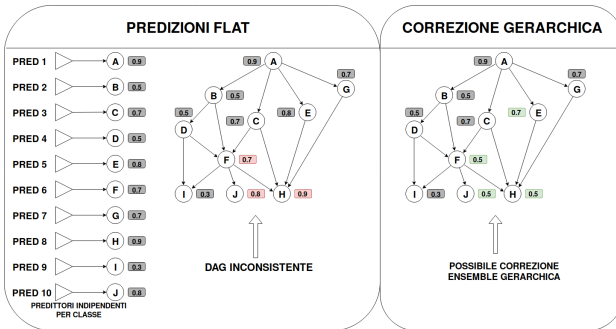 PREDIZIONI FLAT
CORREZIONE GERARCHICA
PRED 1 A 0.9
PRED 2 B 0.5
PRED 3 C 0.7
PRED 4 D 0.5
PRED 5 E 0.8
PRED 6 F 0.7
PRED 7 G 0.7
PRED 8 H 0.9
PRED 9 I 0.3
PRED 10 J 0.8
PREDITTORI INDIPENDENTI
PER CLASSE
0.9 A
0.7
G
B 0.5
0.5
D
0.7 C
0.8 E
F 0.7
I 0.3
J 0.8
H 0.9
DAG INCONSISTENTE
0.9 A
0.7
G
B 0.5
0.5
D
0.7 C
0.7 E
F 0.5
I 0.3
J 0.5
H 0.5
POSSIBILE CORREZIONE
ENSEMBLE GERARCHICA